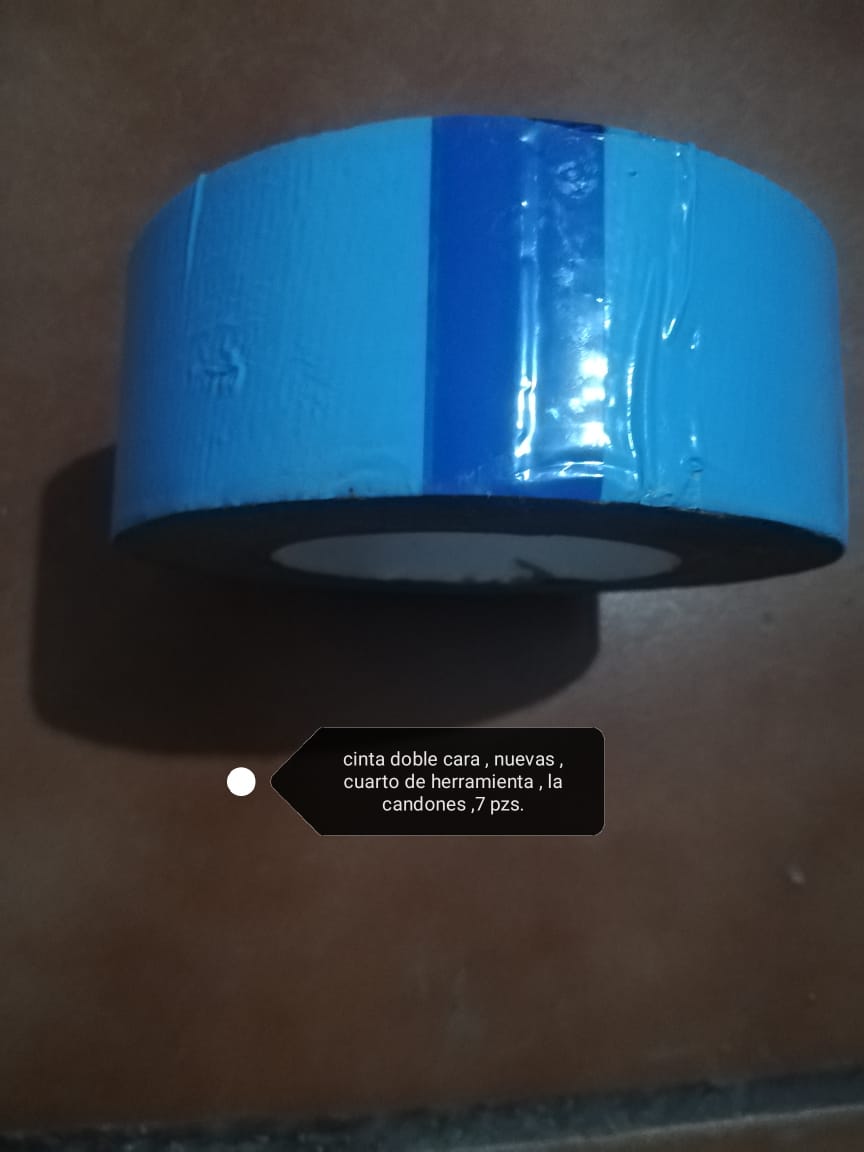 cinta doble cara , nuevas ,
cuarto de herramienta , la
candones ,7 pzs.